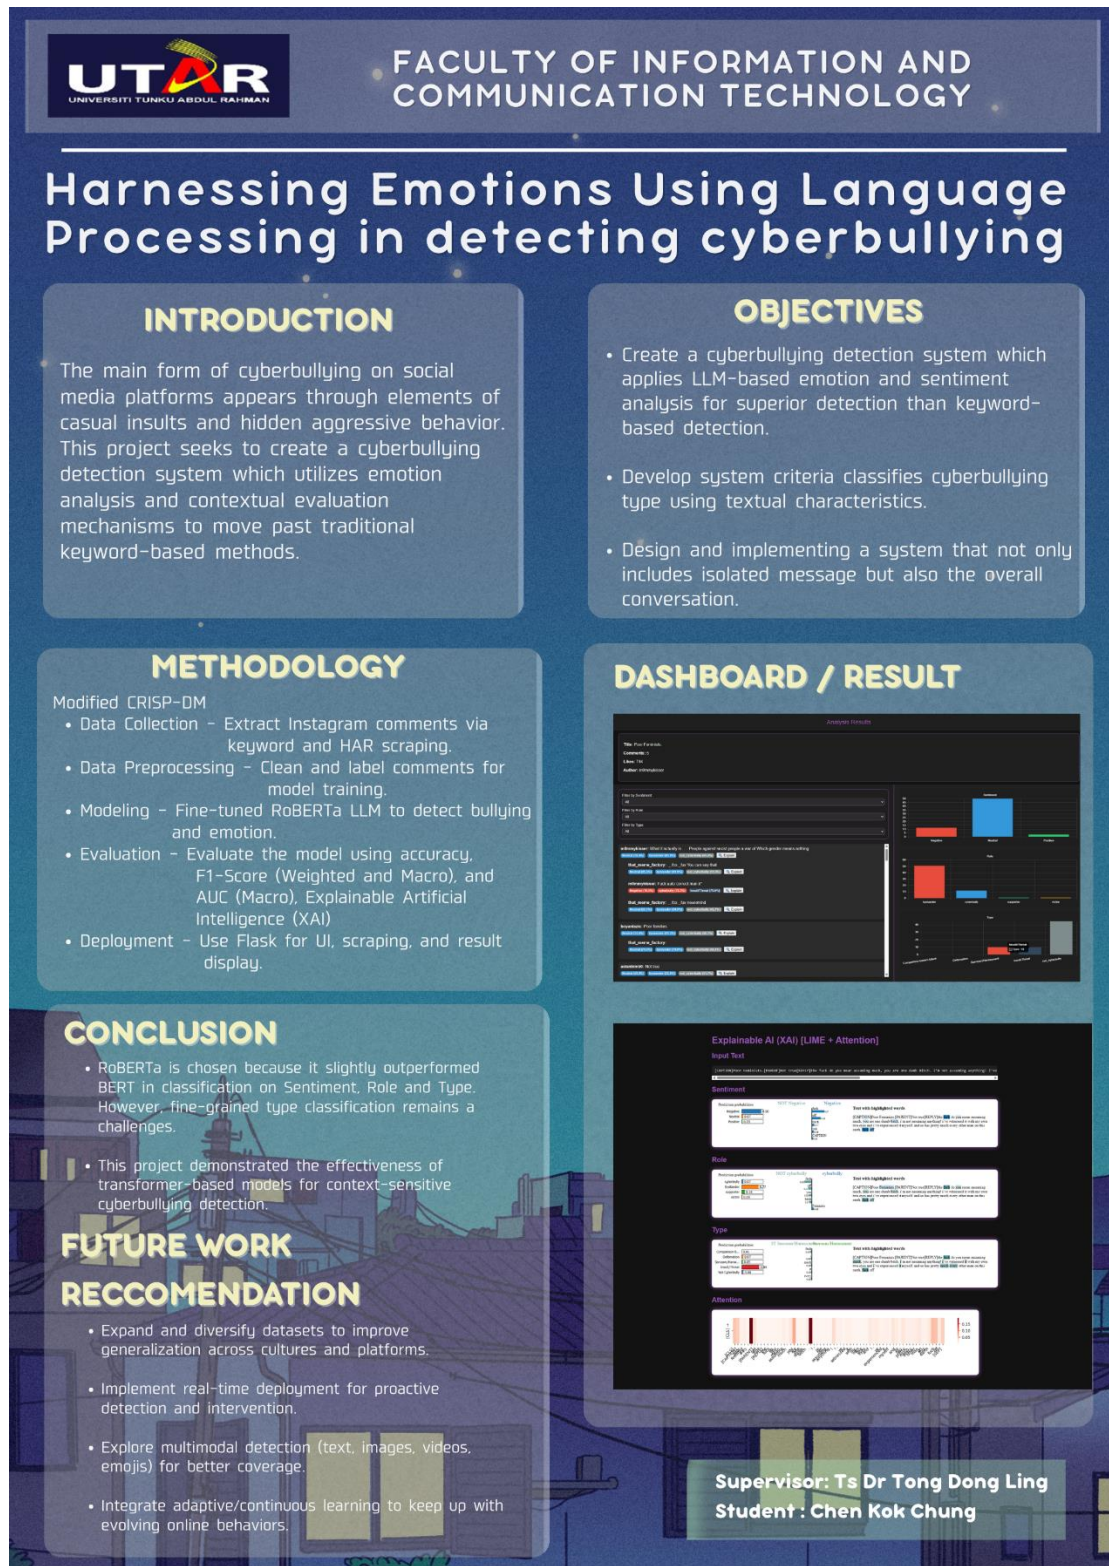 UTAR
UNIVERSITI TUNKU ABDUL RAHMAN
FACULTY OF INFORMATION AND
COMMUNICATION TECHNOLOGY
Harnessing Emotions Using Language
Processing in detecting cyberbullying
INTRODUCTION
The main form of cyberbullying on social
media platforms appears through elements of
casual insults and hidden aggressive behavior.
This project seeks to create a cyberbullying
detection system which utilizes emotion
analysis and contextual evaluation
mechanisms to move past traditional
keyword-based methods.
OBJECTIVES
• Create a cyberbullying detection system which
applies LLM-based emotion and sentiment
analysis for superior detection than keyword-
based detection.
• Develop system criteria classifies cyberbullying
type using textual characteristics.
• Design and implementing a system that not only
includes isolated message but also the overall
conversation.
METHODOLOGY
Modified CRISP-DM
• Data Collection - Extract Instagram comments via
keyword and HAR scraping.
• Data Preprocessing - Clean and label comments for
model training.
• Modeling - Fine-tuned RoBERTa LLM to detect bullying
and emotion.
• Evaluation - Evaluate the model using accuracy,
F1-Score (Weighted and Macro), and
AUC (Macro), Explainable Artificial
Intelligence (XAI)
• Deployment - Use Flask for UI, scraping, and result
display.
DASHBOARD / RESULT
Analysis Results
Explainable AI (XAI) [LIME + Attention]
Input Text
Sentiment
Role
Type
Attention
CONCLUSION
• RoBERTa is chosen because it slightly outperformed
BERT in classification on Sentiment, Role and Type.
However, fine-grained type classification remains a
challenges.
• This project demonstrated the effectiveness of
transformer-based models for context-sensitive
cyberbullying detection.
FUTURE WORK
RECCOMENDATION
• Expand and diversify datasets to improve
generalization across cultures and platforms.
• Implement real-time deployment for proactive
detection and intervention.
• Explore multimodal detection (text, images, videos,
emojis) for better coverage.
• Integrate adaptive/continuous learning to keep up with
evolving online behaviors.
Supervisor: Ts Dr Tong Dong Ling
Student : Chen Kok Chung